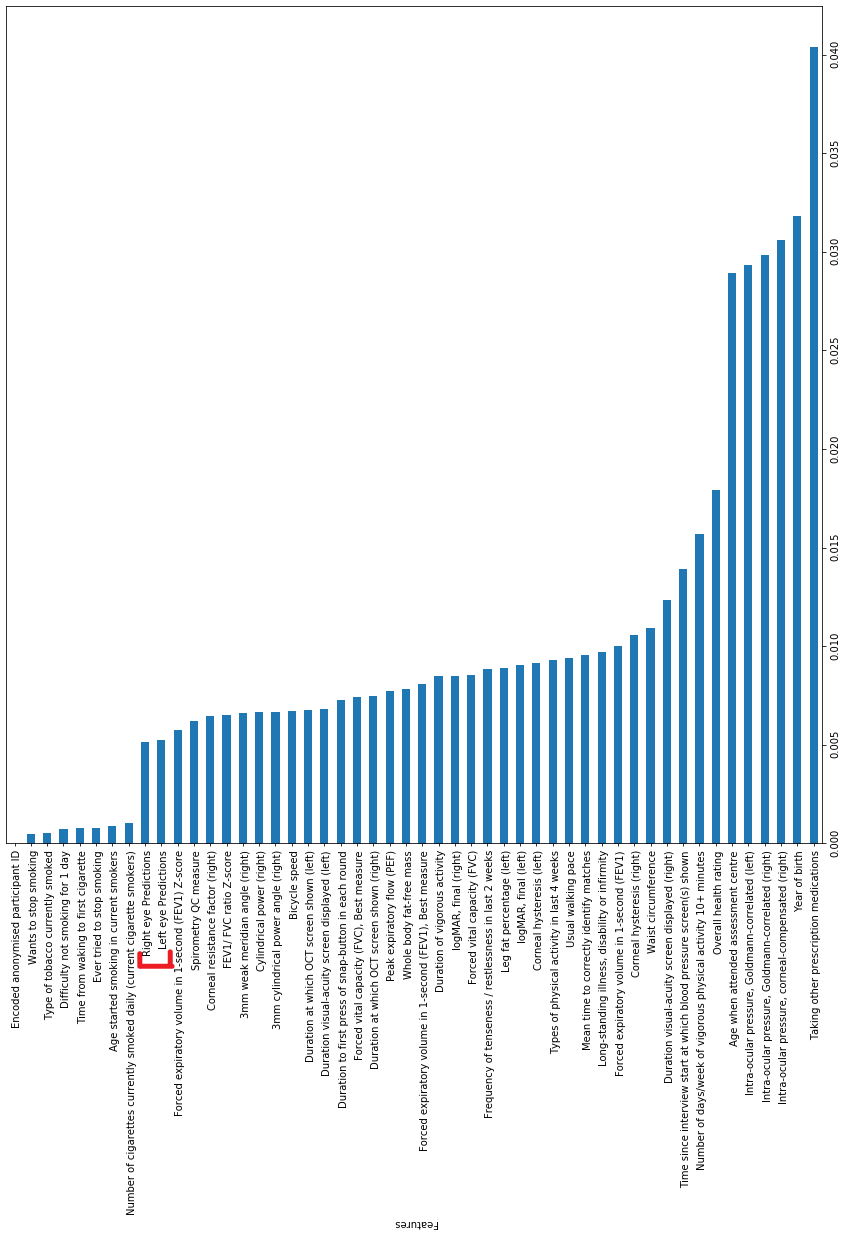 0.000
0.005
0.010
0.015
0.020
0.025
0.030
0.035
0.040
Encoded anonymised participant ID
Wants to stop smoking
Type of tobacco currently smoked
Difficulty not smoking for 1 day
Time from waking to first cigarette
Ever tried to stop smoking
Age started smoking in current smokers
Number of cigarettes currently smoked daily (current cigarette smokers)
Right eye Predictions
Left eye Predictions
Forced expiratory volume in 1-second (FEV1) Z-score
Spirometry QC measure
Corneal resistance factor (right)
FEV1/ FVC ratio Z-score
3mm weak meridian angle (right)
Cylindrical power (right)
3mm cylindrical power angle (right)
Bicycle speed
Duration at which OCT screen shown (left)
Duration visual-acuity screen displayed (left)
Duration to first press of snap-button in each round
Forced vital capacity (FVC), Best measure
Duration at which OCT screen shown (right)
Peak expiratory flow (PEF)
Whole body fat-free mass
Forced expiratory volume in 1-second (FEV1), Best measure
Duration of vigorous activity
logMAR, final (right)
Forced vital capacity (FVC)
Frequency of tenseness / restlessness in last 2 weeks
Leg fat percentage (left)
logMAR, final (left)
Corneal hysteresis (left)
Types of physical activity in last 4 weeks
Usual walking pace
Mean time to correctly identify matches
Long-standing illness, disability or infirmity
Forced expiratory volume in 1-second (FEV1)
Corneal hysteresis (right)
Waist circumference
Duration visual-acuity screen displayed (right)
Time since interview start at which blood pressure screen(s) shown
Number of days/week of vigorous physical activity 10+ minutes
Overall health rating
Age when attended assessment centre
Intra-ocular pressure, Goldmann-correlated (left)
Intra-ocular pressure, Goldmann-correlated (right)
Intra-ocular pressure, corneal-compensated (right)
Year of birth
Taking other prescription medications
Features